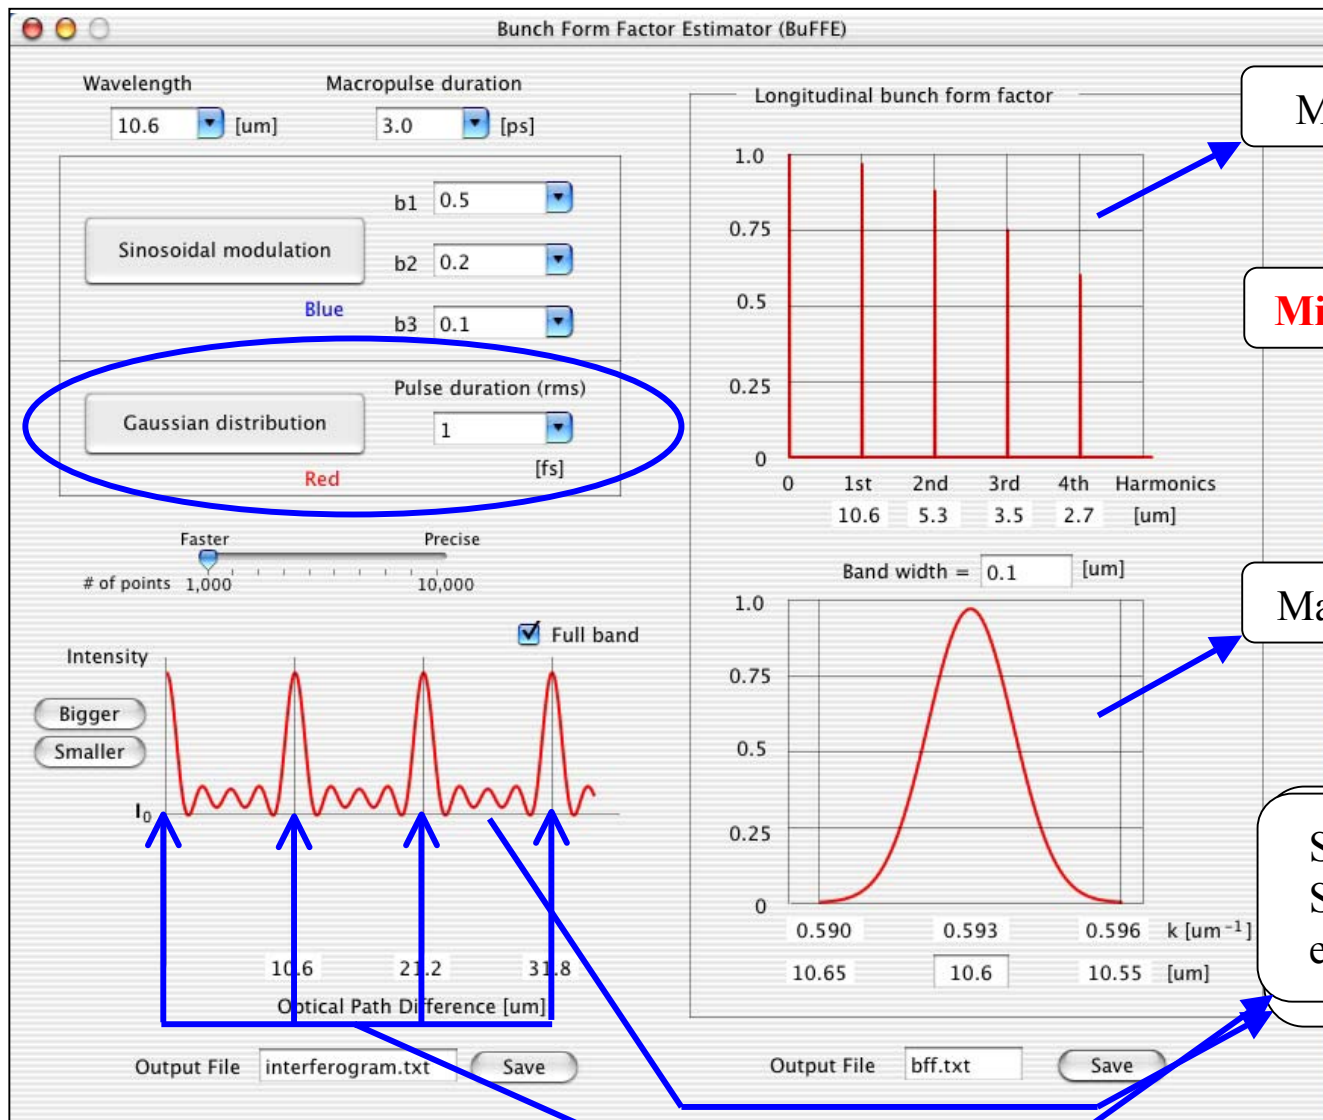 Bunch Form Factor Estimator (BuFFE)
Wavelength
Macropulse duration
10.6 [um]
3.0 [ps]
Sinosoidal modulation
Blue
b1 0.5
b2 0.2
b3 0.1
Gaussian distribution
Red
Pulse duration (rms)
1
[fs]
Faster Precise
# of points 1,000 10,000
Full band
Intensity
Bigger
Smaller
I₀
10.6 21.2 31.8
Optical Path Difference [um]
Output File interferogram.txt Save
Longitudinal bunch form factor
1.0
0.75
0.5
0.25
0
0 1st 2nd 3rd 4th Harmonics
10.6 5.3 3.5 2.7 [um]
Band width = 0.1 [um]
1.0
0.75
0.5
0.25
0
0.590 0.593 0.596 k [um⁻¹]
10.65 10.6 10.55 [um]
Output File bff.txt Save
M
Mi
Ma
S
S
e